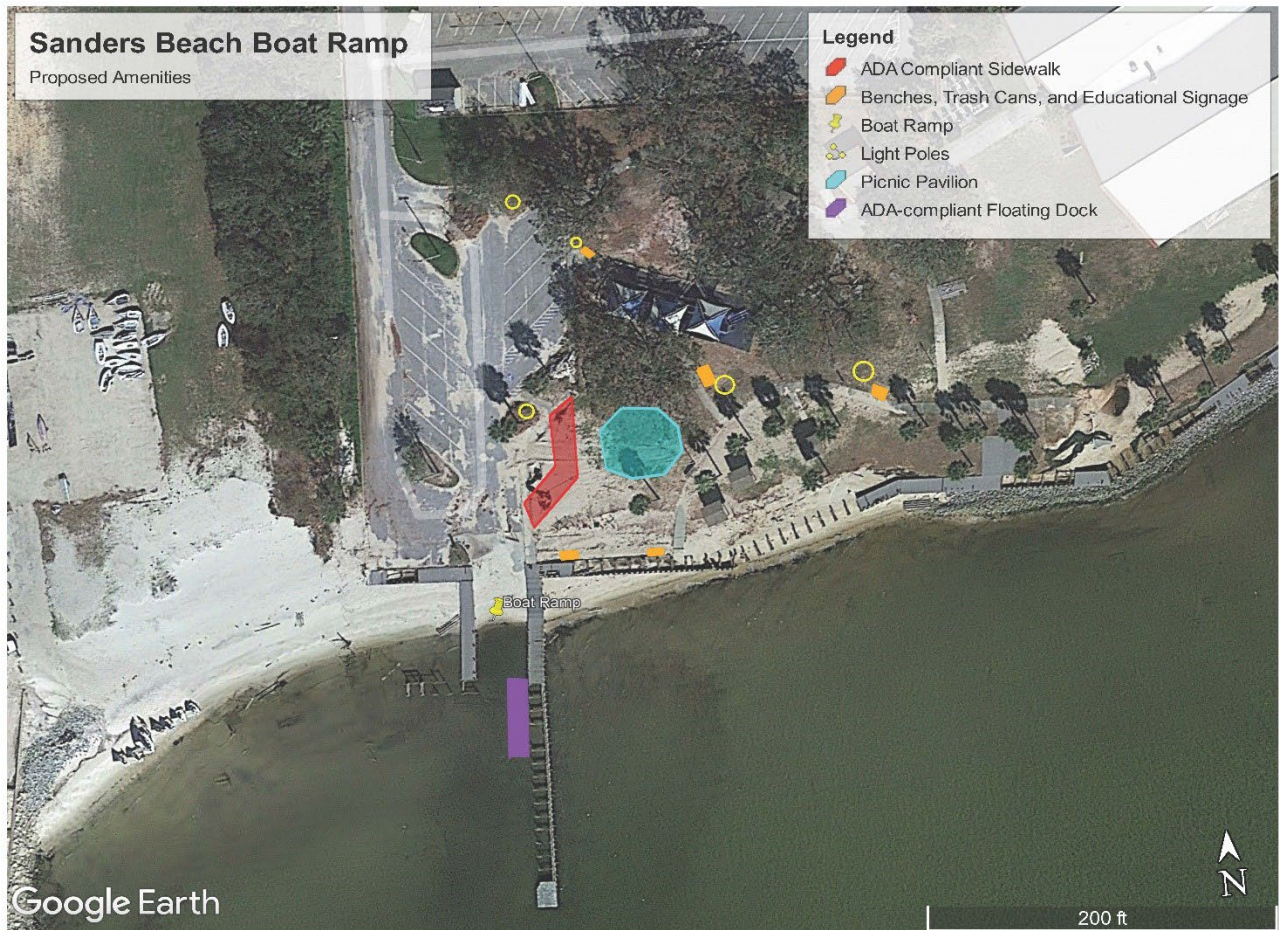 Sanders Beach Boat Ramp
Proposed Amenities
Legend
ADA Compliant Sidewalk
Benches, Trash Cans, and Educational Signage
Boat Ramp
Light Poles
Picnic Pavilion
ADA-compliant Floating Dock
Boat Ramp
Google Earth
N
200 ft